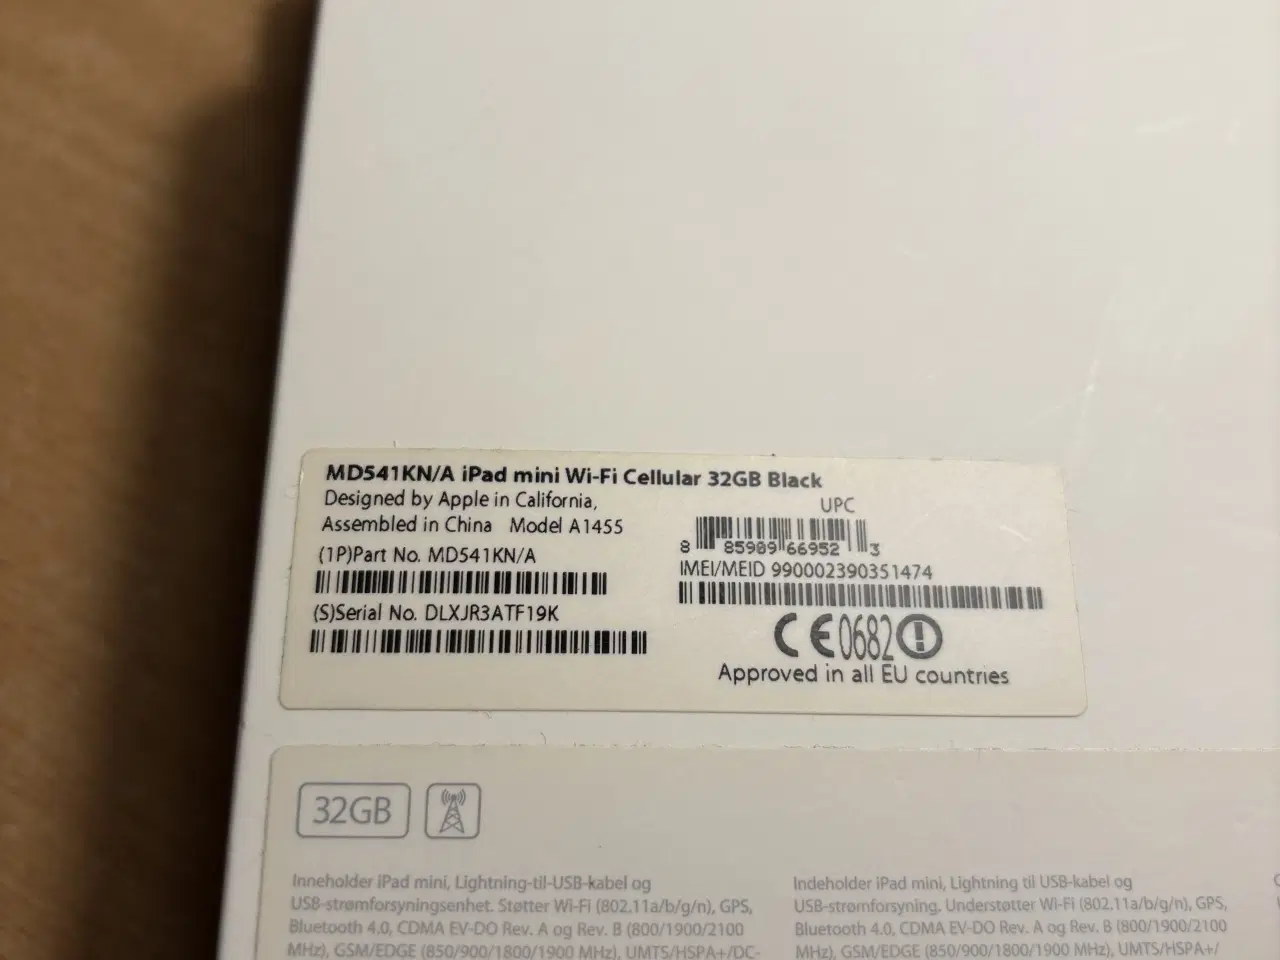 MD541KN/A iPad mini Wi-Fi Cellular 32GB Black
Designed by Apple in California,
Assembled in China Model A1455
(1P)Part No. MD541KN/A
(S)Serial No. DLXJR3ATF19K
UPC
8 85909 66952 3
IMEI/MEID 990002390351474
CE0682
Approved in all EU countries
32GB
Inneholder iPad mini, Lightning-til-USB-kabel og
USB-strømforsyningsenhet. Støtter Wi-Fi (802.11a/b/g/n), GPS,
Bluetooth 4.0, CDMA EV-DO Rev. A og Rev. B (800/1900/2100
MHz), GSM/EDGE (850/900/1800/1900 MHz), UMTS/HSPA+/DC-
Indeholder iPad mini, Lightning til USB-kabel og
USB-strømforsyning. Understøtter Wi-Fi (802.11a/b/g/n), GPS,
Bluetooth 4.0, CDMA EV-DO Rev. A og Rev. B (800/1900/2100
MHz), GSM/EDGE (850/900/1800/1900 MHz), UMTS/HSPA+/